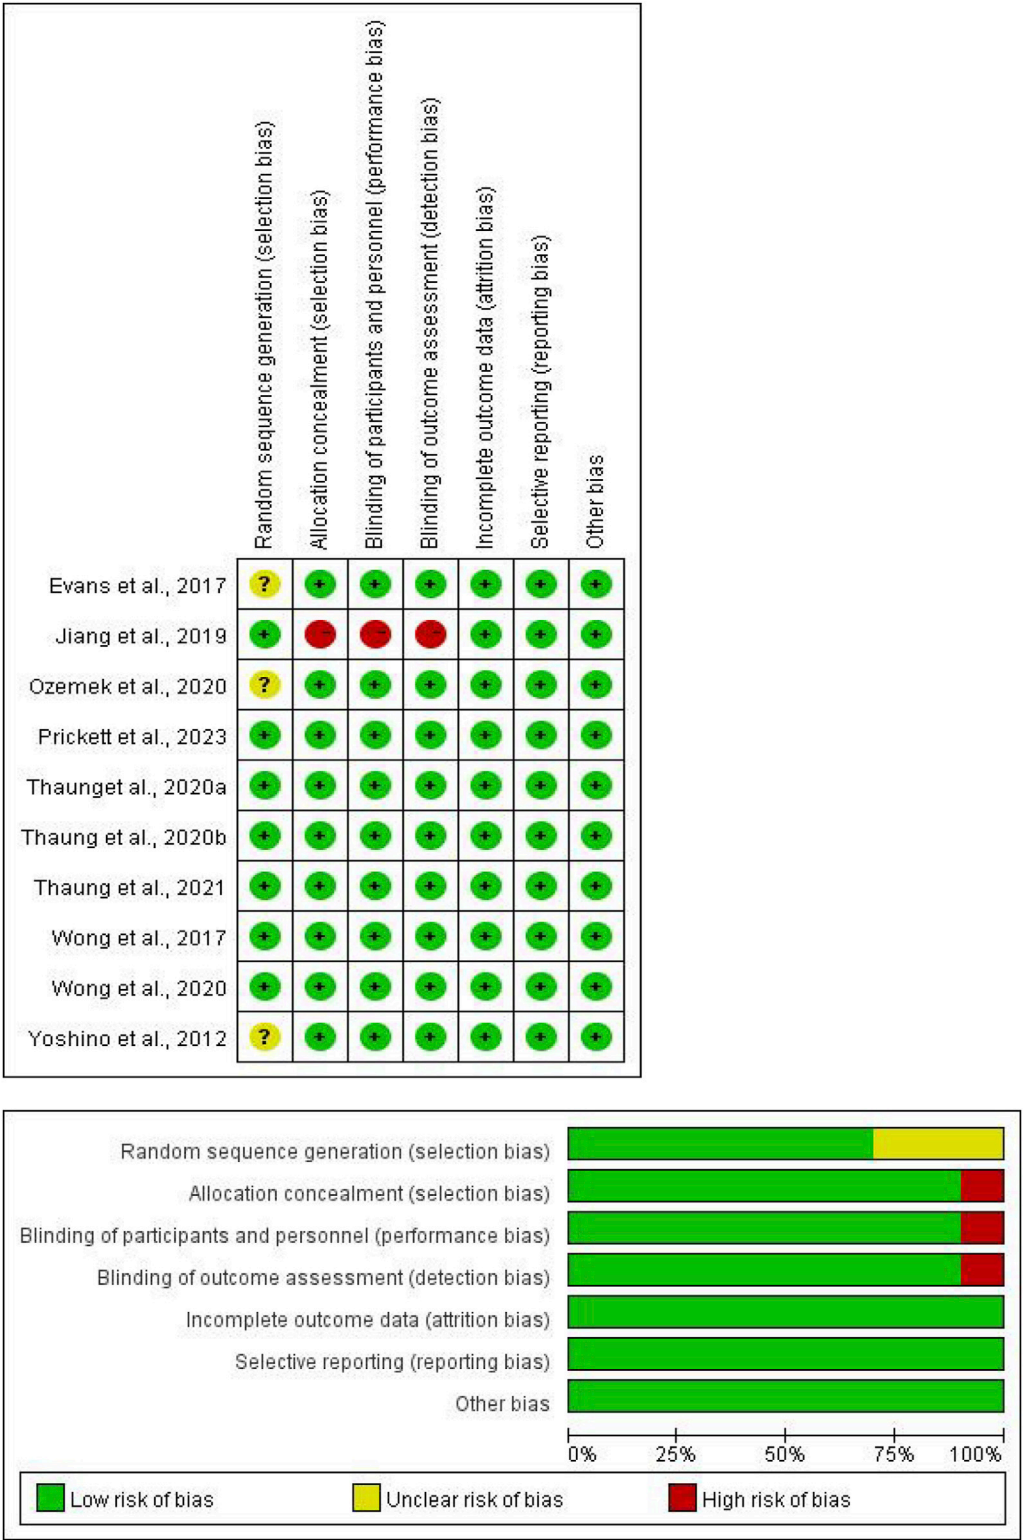 Random sequence generation (selection bias)
Allocation concealment (selection bias)
Blinding of participants and personnel (performance bias)
Blinding of outcome assessment (detection bias)
Incomplete outcome data (attrition bias)
Selective reporting (reporting bias)
Other bias
Evans et al., 2017 ? + + + + + +
Jiang et al., 2019 + - - - + + +
Ozemek et al., 2020 ? + + + + + +
Prickett et al., 2023 + + + + + + +
Thaunget al., 2020a + + + + + + +
Thaung et al., 2020b + + + + + + +
Thaung et al., 2021 + + + + + + +
Wong et al., 2017 + + + + + + +
Wong et al., 2020 + + + + + + +
Yoshino et al., 2012 ? + + + + + +
Random sequence generation (selection bias)
Allocation concealment (selection bias)
Blinding of participants and personnel (performance bias)
Blinding of outcome assessment (detection bias)
Incomplete outcome data (attrition bias)
Selective reporting (reporting bias)
Other bias
0% 25% 50% 75% 100%
Low risk of bias Unclear risk of bias High risk of bias